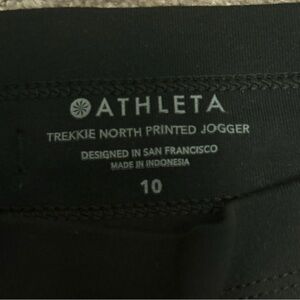 ATHLETA
TREKKIE NORTH PRINTED JOGGER
DESIGNED IN SAN FRANCISCO
MADE IN INDONESIA
10